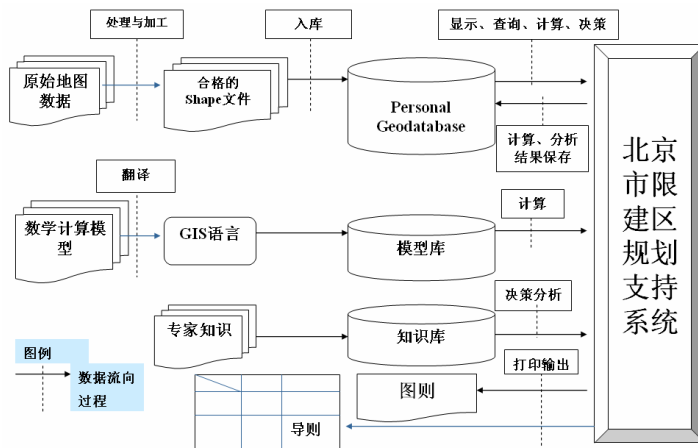 处理与加工
入库
显示、查询、计算、决策
原始地图
数据
合格的
Shape文件
Personal
Geodatabase
计算、分析
结果保存
翻译
计算
数学计算模
型
GIS语言
模型库
决策分析
专家知识
知识库
打印输出
图例
数据流向
过程
图则
导则
北京
市限
建区
规划
支持
系统